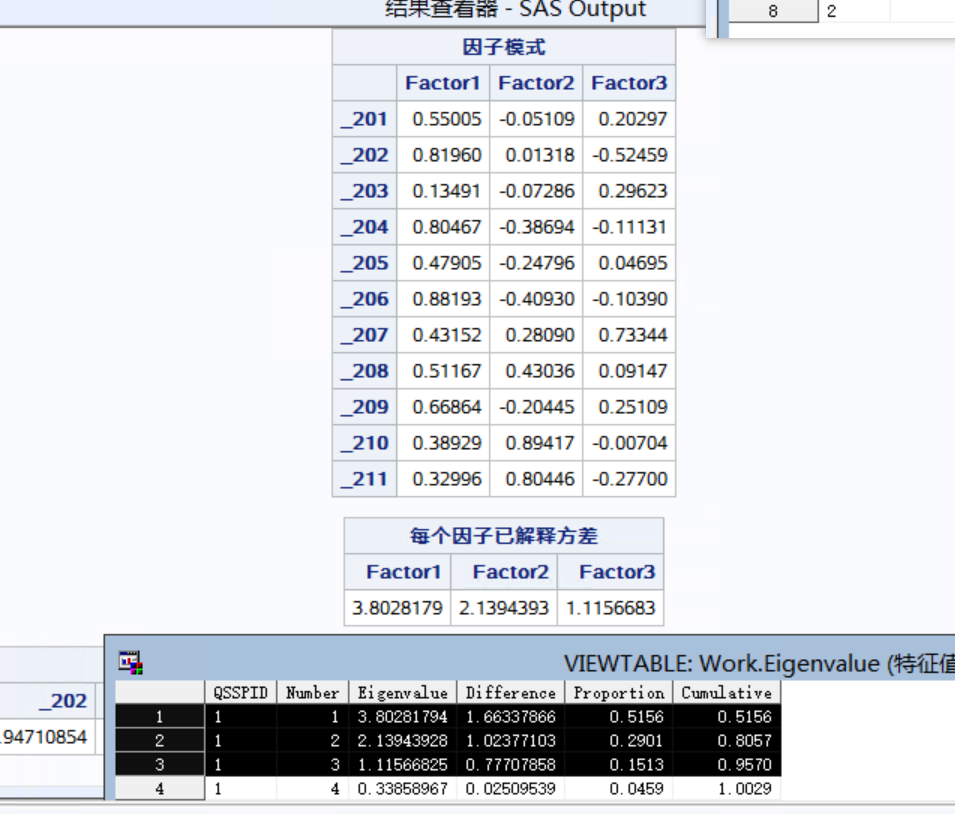 结果查看器 - SAS Output
8 2
因子模式
Factor1 Factor2 Factor3
_201 0.55005 -0.05109 0.20297
_202 0.81960 0.01318 -0.52459
_203 0.13491 -0.07286 0.29623
_204 0.80467 -0.38694 -0.11131
_205 0.47905 -0.24796 0.04695
_206 0.88193 -0.40930 -0.10390
_207 0.43152 0.28090 0.73344
_208 0.51167 0.43036 0.09147
_209 0.66864 -0.20445 0.25109
_210 0.38929 0.89417 -0.00704
_211 0.32996 0.80446 -0.27700
每个因子已解释方差
Factor1 Factor2 Factor3
3.8028179 2.1394393 1.1156683
VIEWTABLE: Work.Eigenvalue (特征值
_202
.94710854
QSSPID Number Eigenvalue Difference Proportion Cumulative
1 1 1 3.80281794 1.66337866 0.5156 0.5156
2 1 2 2.13943928 1.02377103 0.2901 0.8057
3 1 3 1.11566825 0.77707858 0.1513 0.9570
4 1 4 0.33858967 0.02509539 0.0459 1.0029